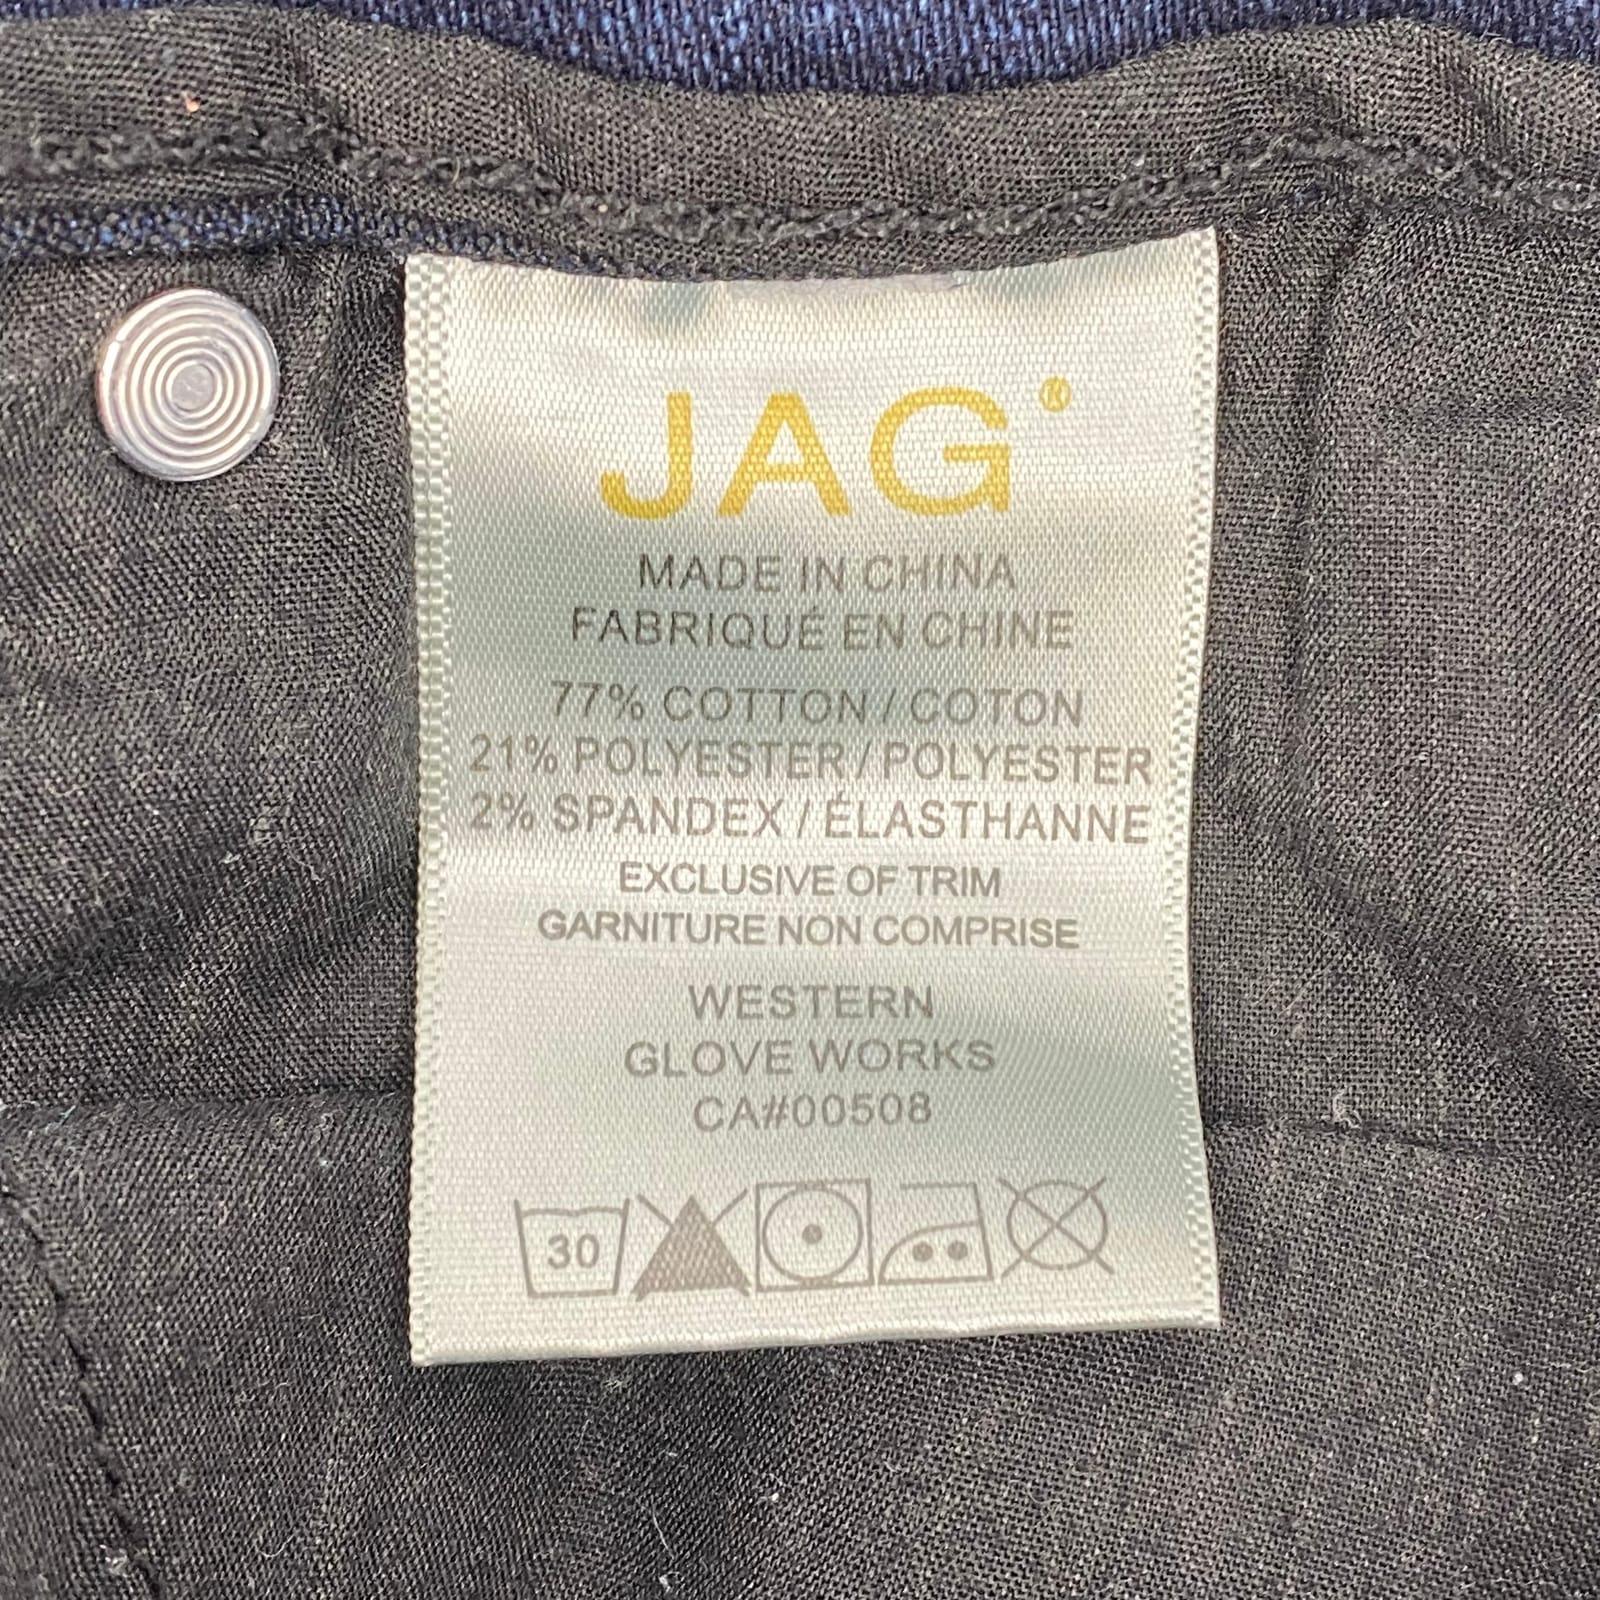 JAG®
MADE IN CHINA
FABRIQUÉ EN CHINE
77% COTTON / COTON
21% POLYESTER / POLYESTER
2% SPANDEX / ÉLASTHANNE
EXCLUSIVE OF TRIM
GARNITURE NON COMPRISE
WESTERN
GLOVE WORKS
CA#00508
30